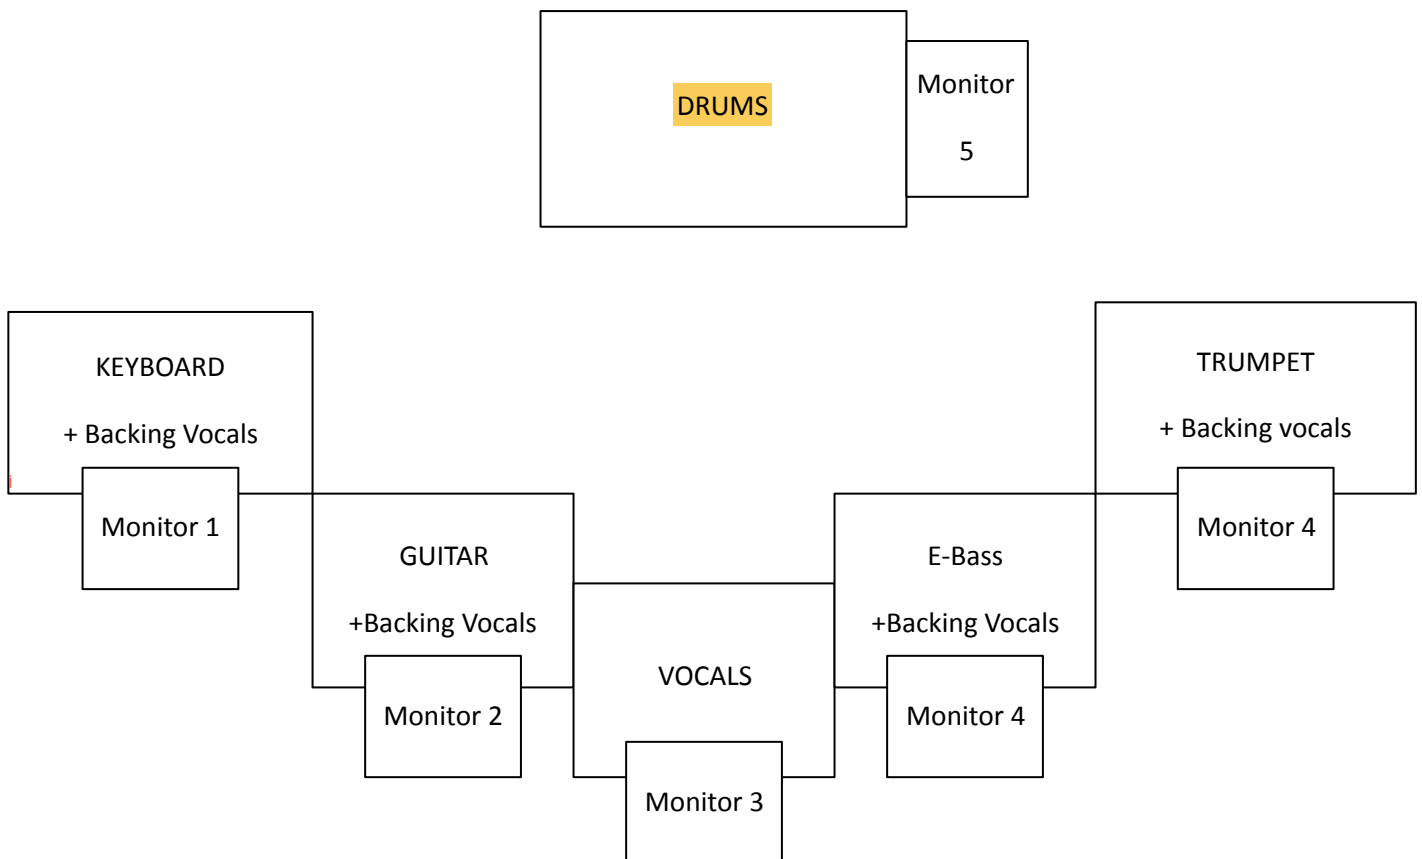 DRUMS
Monitor
5
KEYBOARD
+ Backing Vocals
j
Monitor 1
TRUMPET
+ Backing vocals
Monitor 4
GUITAR
+Backing Vocals
Monitor 2
E-Bass
+Backing Vocals
Monitor 4
VOCALS
Monitor 3